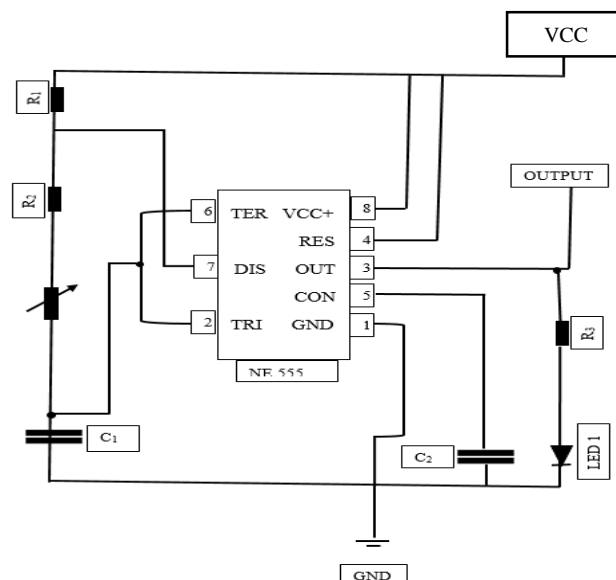 VCC
R1
R2
OUTPUT
6 TER VCC+ 8
RES 4
7 DIS OUT 3
CON 5
2 TRI GND 1
NE 555
R3
C1
C2
LED 1
GND